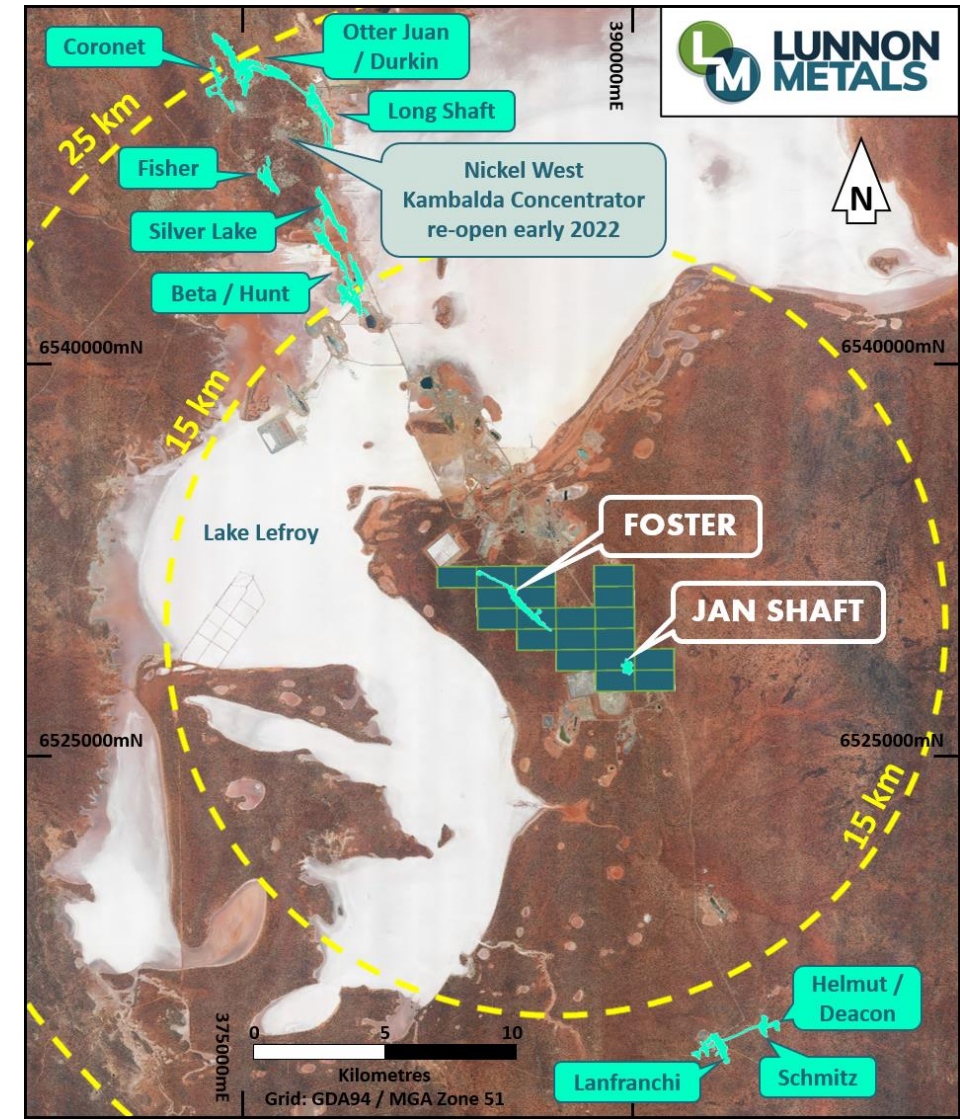 Coronet
Otter Juan
/ Durkin
390000mE
LM
LUNNON
METALS
25 km
Long Shaft
Fisher
Nickel West
Kambalda Concentrator
re-open early 2022
N
Silver Lake
Beta / Hunt
6540000mN
6540000mN
15 km
FOSTER
Lake Lefroy
JAN SHAFT
6525000mN
6525000mN
15 km
Helmut /
Deacon
375000mE
0 5 10
Kilometres
Grid: GDA94 / MGA Zone 51
Lanfranchi
Schmitz